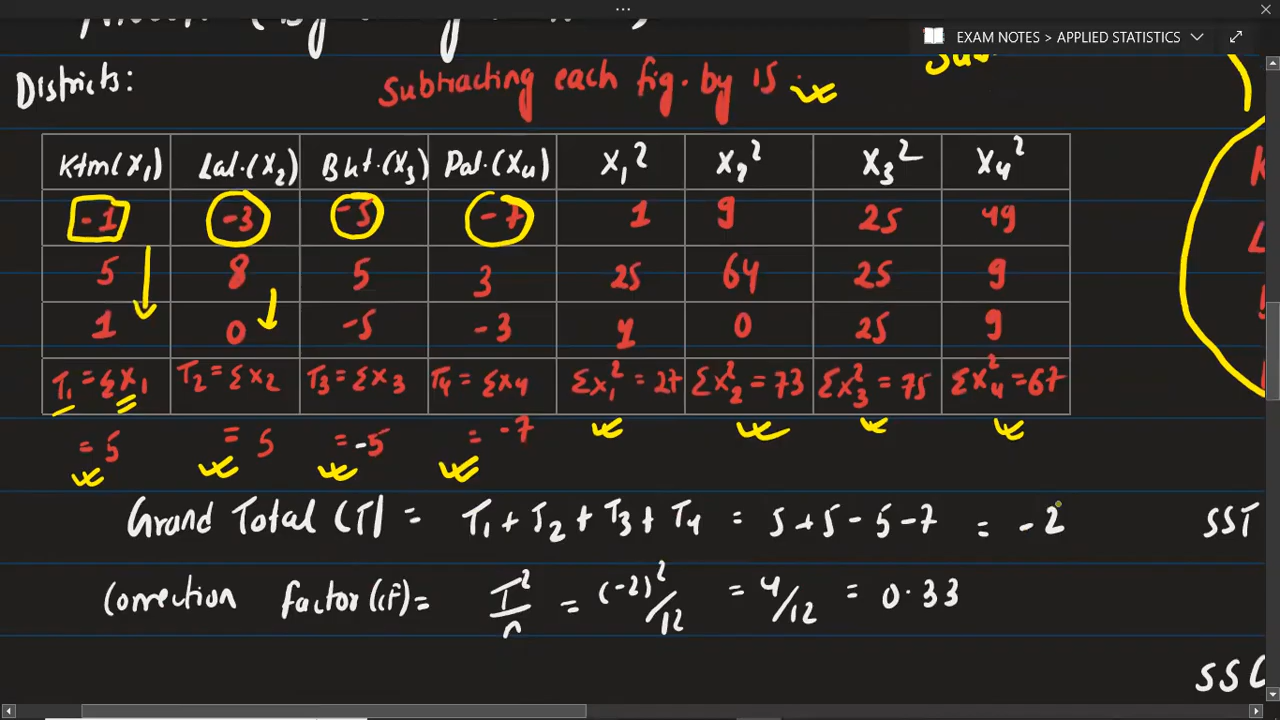 EXAM NOTES > APPLIED STATISTICS
Districts: Subtracting each fig. by 15
Ktm(X₁) Lal.(X₂) Bkt.(X₃) Pal.(X₄) X₁² X₂² X₃² X₄²
-1 -3 -5 -7 1 9 25 49
5 8 5 3 25 64 25 9
1 0 -5 -3 1 0 25 9
T₁ = ΣX₁ T₂ = ΣX₂ T₃ = ΣX₃ T₄ = ΣX₄ ΣX₁² = 27 ΣX₂² = 73 ΣX₃² = 75 ΣX₄² = 67
= 5 = 5 = -5 = -7
Grand Total (T) = T₁ + T₂ + T₃ + T₄ = 5 + 5 - 5 - 7 = -2 SST
Correction factor (CF) = T²/n = (-2)²/12 = 4/12 = 0.33
SSC